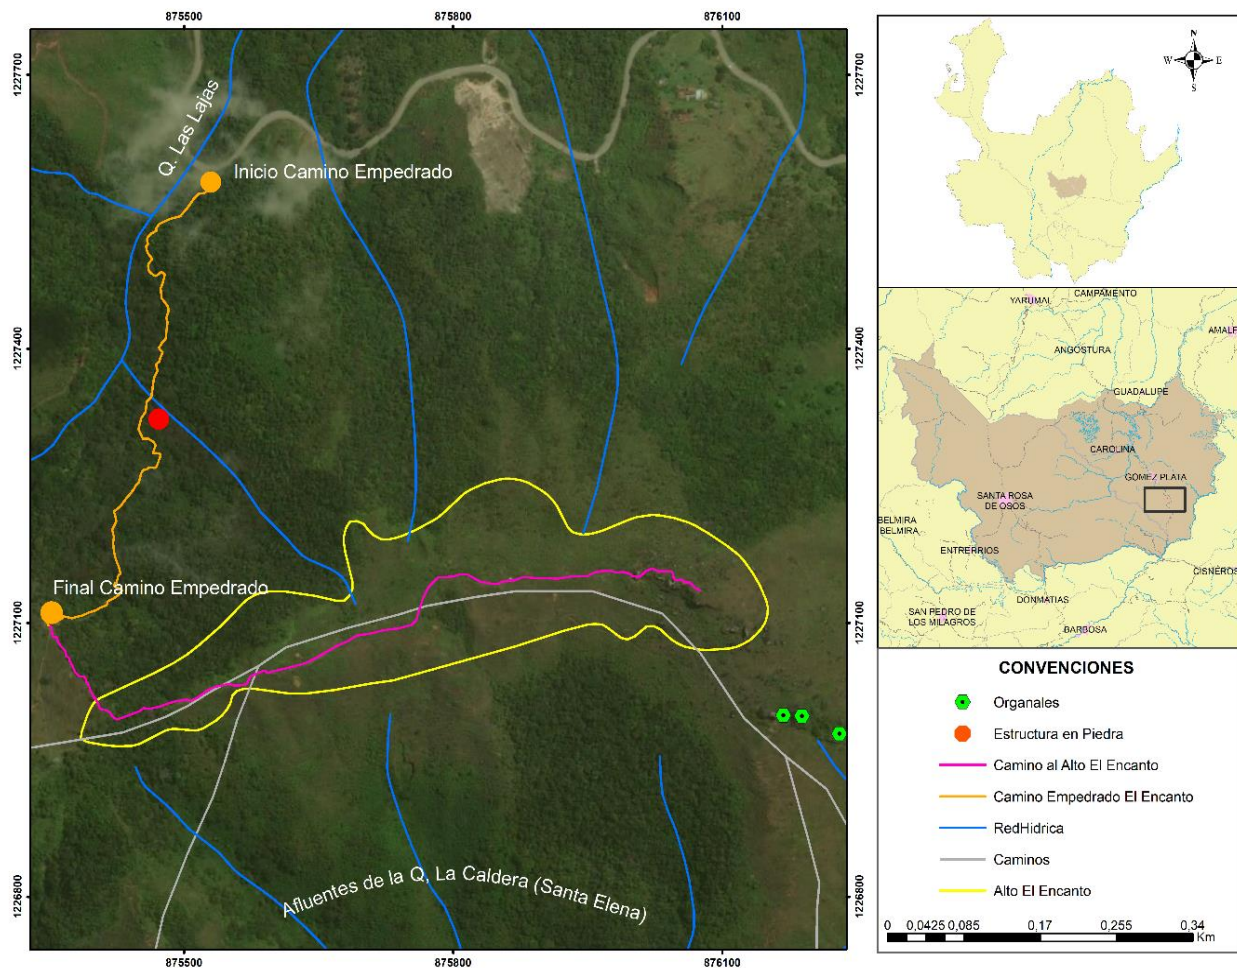 875500 875800 876100
1227700
1227400
1227100
1226800
1227700
1227400
1227100
1226800
875500 875800 876100
Q. Las Lajas
Inicio Camino Empedrado
Final Camino Empedrado
Afluentes de la Q, La Caldera (Santa Elena)
N
W E
S
YARUMAL
CAMPAMENTO
AMALF
ANGOSTURA
GUADALUPE
CAROLINA
GOMEZ PLATA
SANTA ROSA
DE OSOS
BELMIRA
BELMIRA
ENTRERRIOS
CISNEROS
DONMATIAS
SAN PEDRO DE
LOS MILAGROS
BARBOSA
CONVENCIONES
Organales
Estructura en Piedra
Camino al Alto El Encanto
Camino Empedrado El Encanto
RedHidrica
Caminos
Alto El Encanto
0 0,0425 0,085 0,17 0,255 0,34
Km